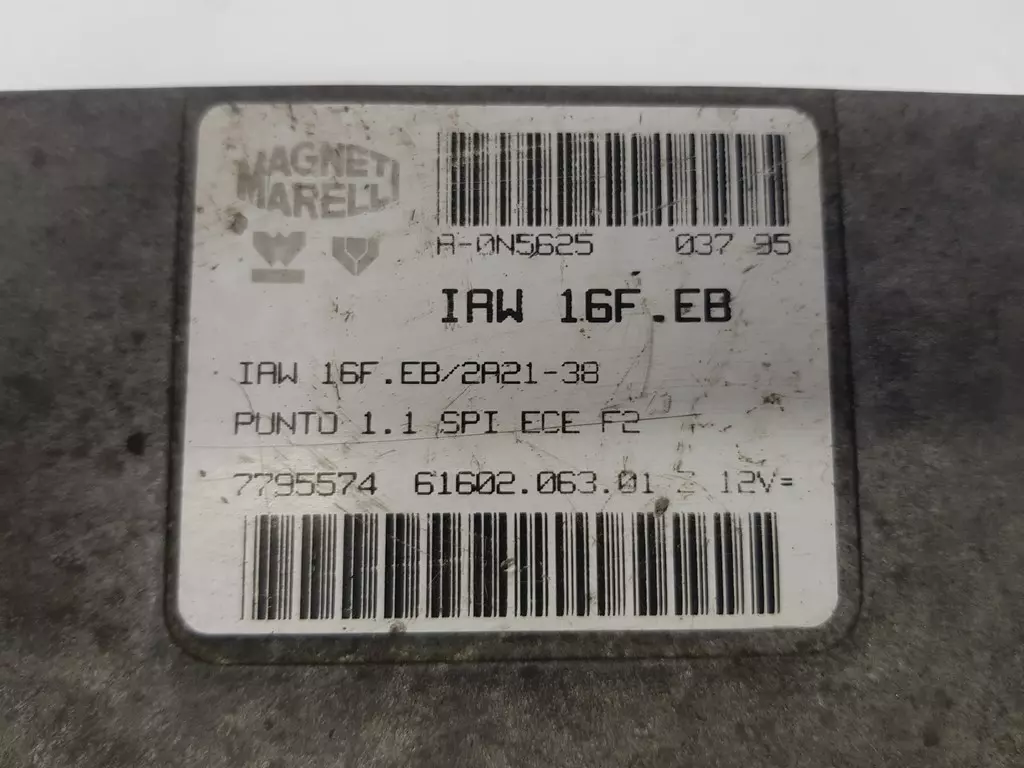 MAGNETI
MARELLI
A-0N5625 037 95
IAW 16F.EB
IAW 16F.EB/2A21-38
PUNTO 1.1 SPI ECE F2
7795574 61602.063.01 12V=